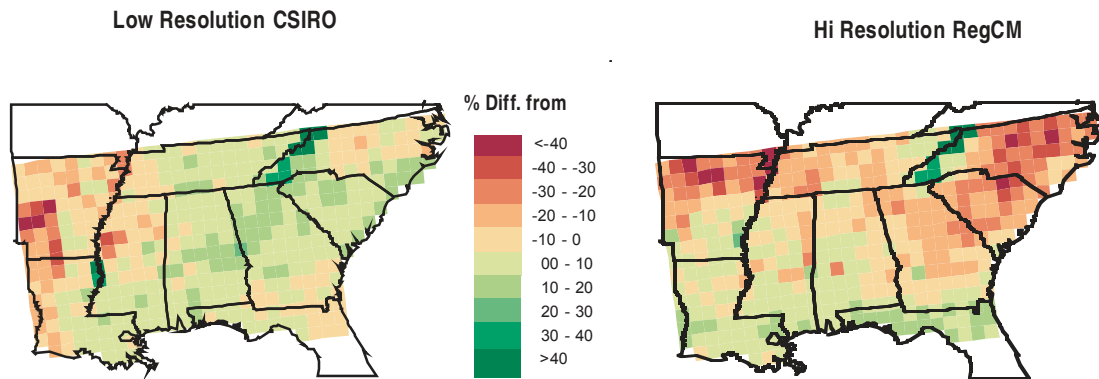 Low Resolution CSIRO
Hi Resolution RegCM
% Diff. from
<-40
-40 - -30
-30 - -20
-20 - -10
-10 - 0
00 - 10
10 - 20
20 - 30
30 - 40
>40